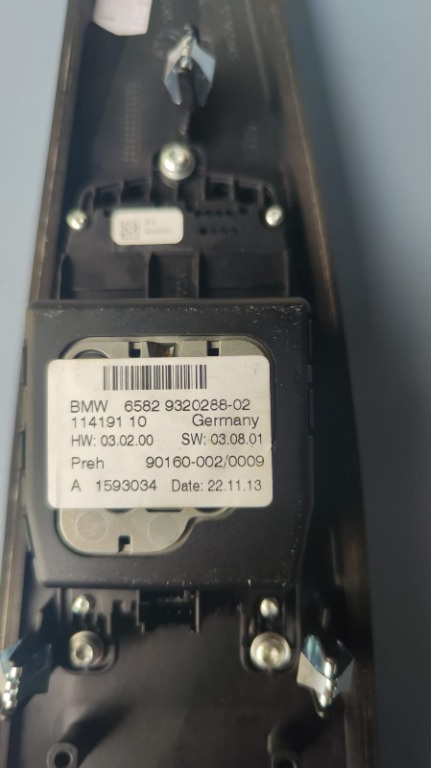 BMW 6582 9320288-02
114191 10 Germany
HW: 03.02.00 SW: 03.08.01
Preh 90160-002/0009
A 1593034 Date: 22.11.13